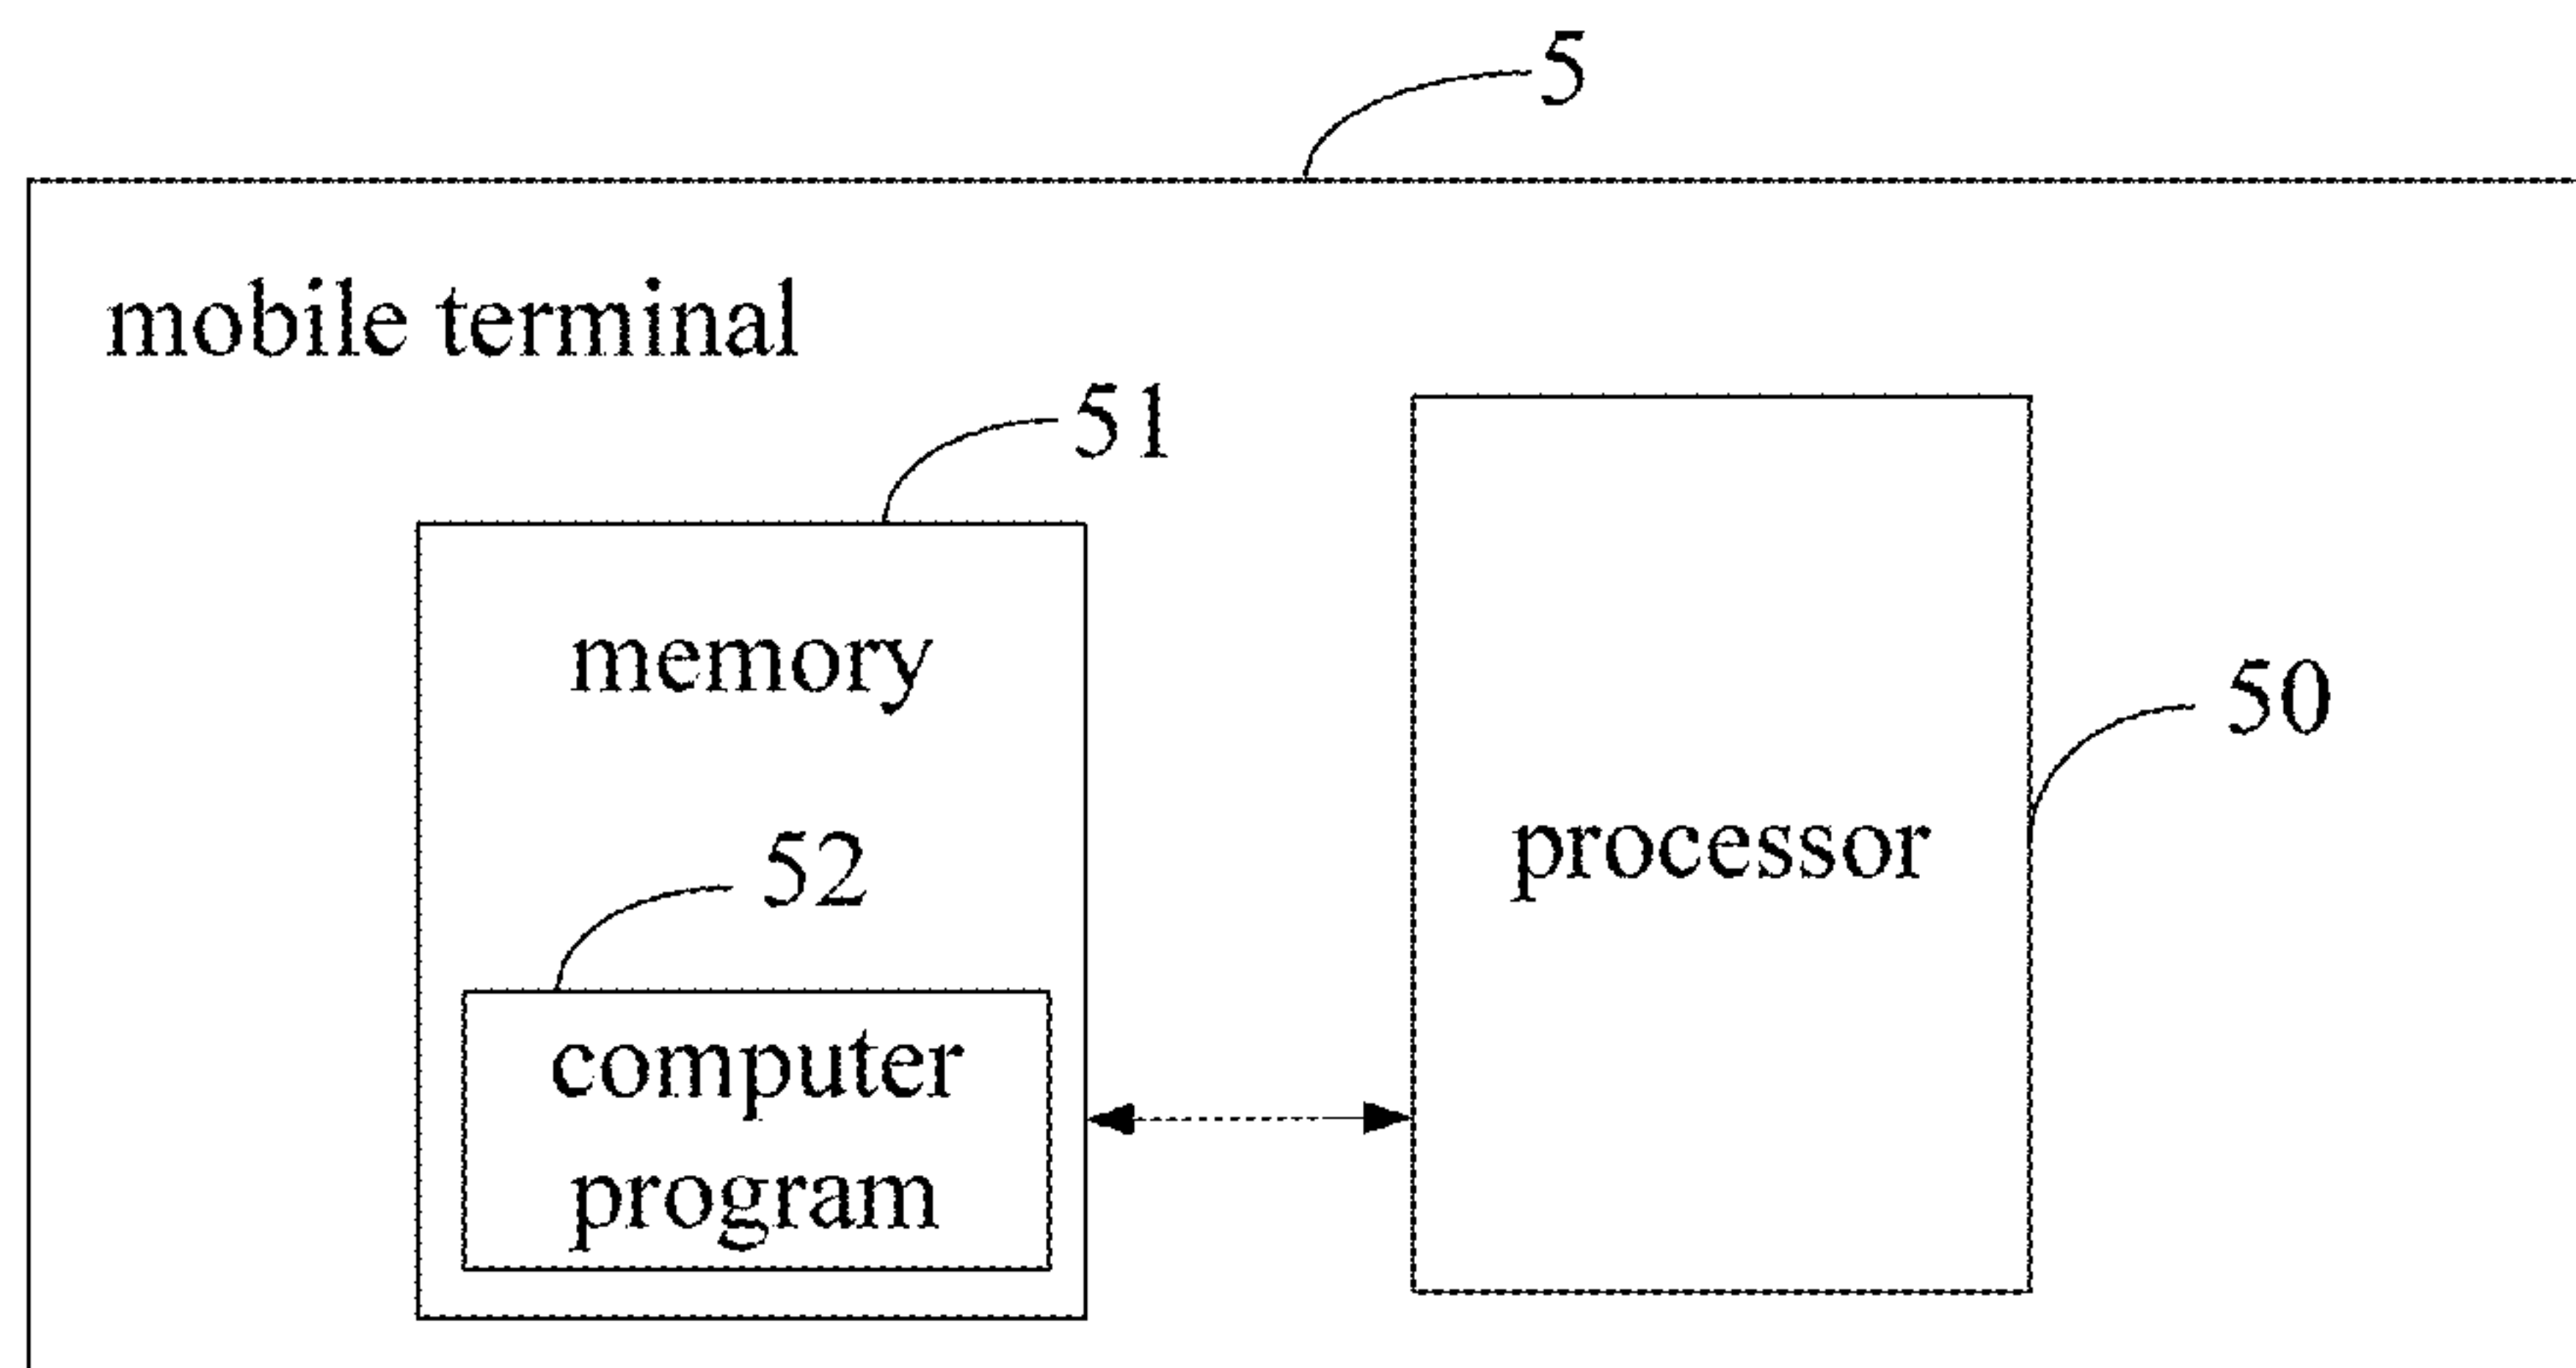 5
mobile terminal
51
memory
50
processor
52
computer
program